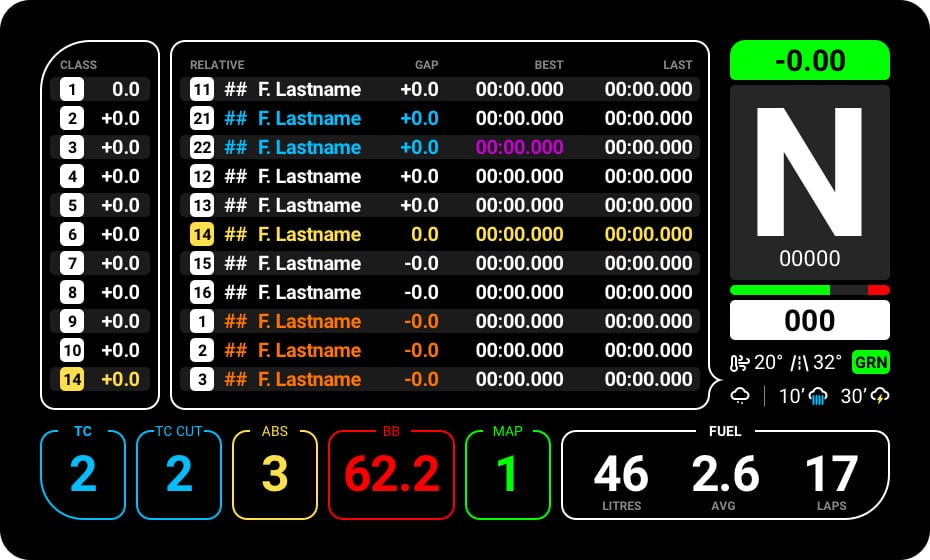 CLASS
1 0.0
2 +0.0
3 +0.0
4 +0.0
5 +0.0
6 +0.0
7 +0.0
8 +0.0
9 +0.0
10 +0.0
14 +0.0
RELATIVE GAP BEST LAST
11 ## F. Lastname +0.0 00:00.000 00:00.000
21 ## F. Lastname +0.0 00:00.000 00:00.000
22 ## F. Lastname +0.0 00:00.000 00:00.000
12 ## F. Lastname +0.0 00:00.000 00:00.000
13 ## F. Lastname +0.0 00:00.000 00:00.000
14 ## F. Lastname 0.0 00:00.000 00:00.000
15 ## F. Lastname -0.0 00:00.000 00:00.000
16 ## F. Lastname -0.0 00:00.000 00:00.000
1 ## F. Lastname -0.0 00:00.000 00:00.000
2 ## F. Lastname -0.0 00:00.000 00:00.000
3 ## F. Lastname -0.0 00:00.000 00:00.000
-0.00
N
00000
000
20° 32° GRN
10’ 30’
TC
2
TC CUT
2
ABS
3
BB
62.2
MAP
1
FUEL
46 2.6 17
LITRES AVG LAPS